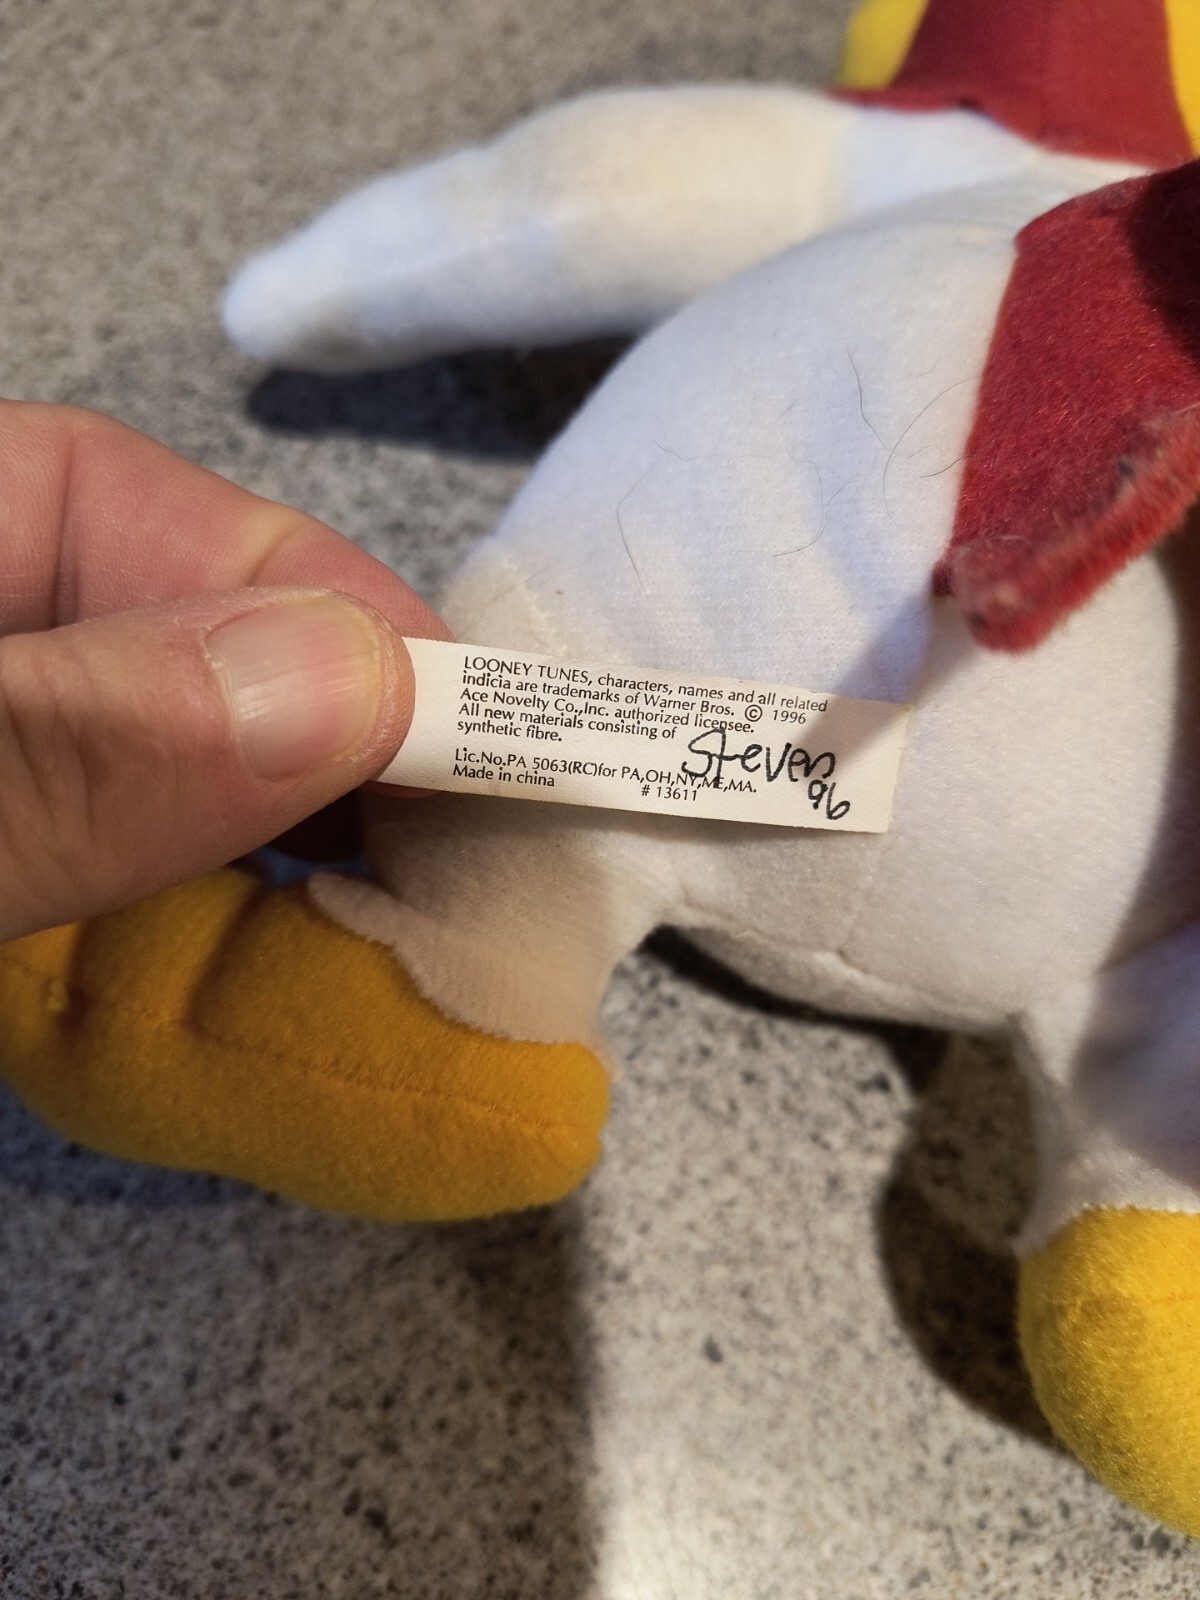 LOONEY TUNES, characters, names and all related
indicia are trademarks of Warner Bros. © 1996
Ace Novelty Co.,Inc. authorized licensee.
All new materials consisting of
synthetic fibre.
Steven
96
Lic.No.PA 5063(RC)for PA,OH,NY,ME,MA.
Made in china # 13611